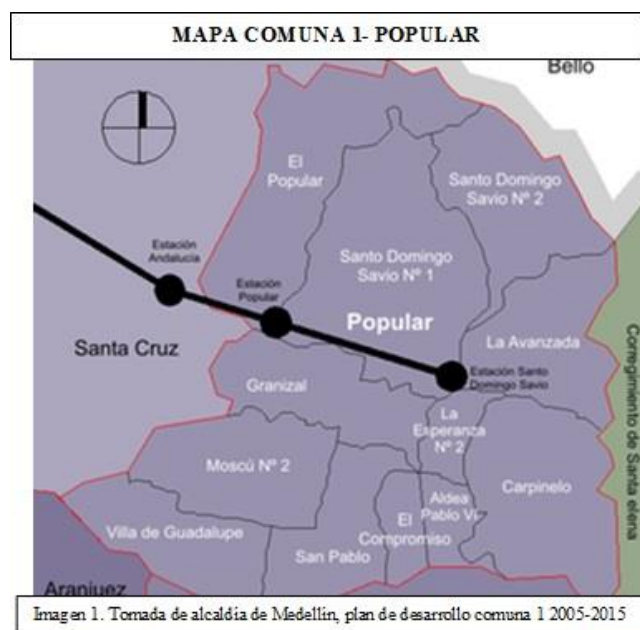 MAPA COMUNA 1- POPULAR
Bello
El
Popular
Santo Domingo
Savio Nº 2
Estación
Andalucía
Santo Domingo
Savio Nº 1
Estación
Popular
Popular
Santa Cruz
La Avanzada
Estación Santo
Domingo Savio
Granizal
La
Esperanza
Nº 2
Corregimiento de Santa elena
Moscú Nº 2
Carpinelo
Aldea
Pablo VI
El
Compromiso
Villa de Guadalupe
San Pablo
Aranjuez
Imagen 1. Tomada de alcaldía de Medellín, plan de desarrollo comuna 1 2005-2015